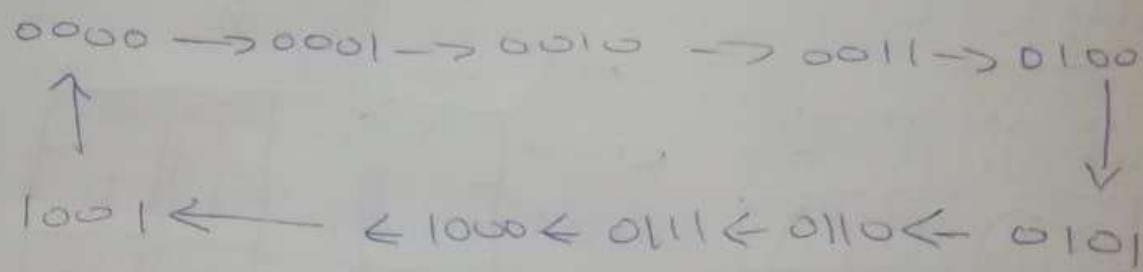 0000 → 0001 → 0010 → 0011 → 0100
↑ ↓
1001 ← ← 1000 ← 0111 ← 0110 ← 0101